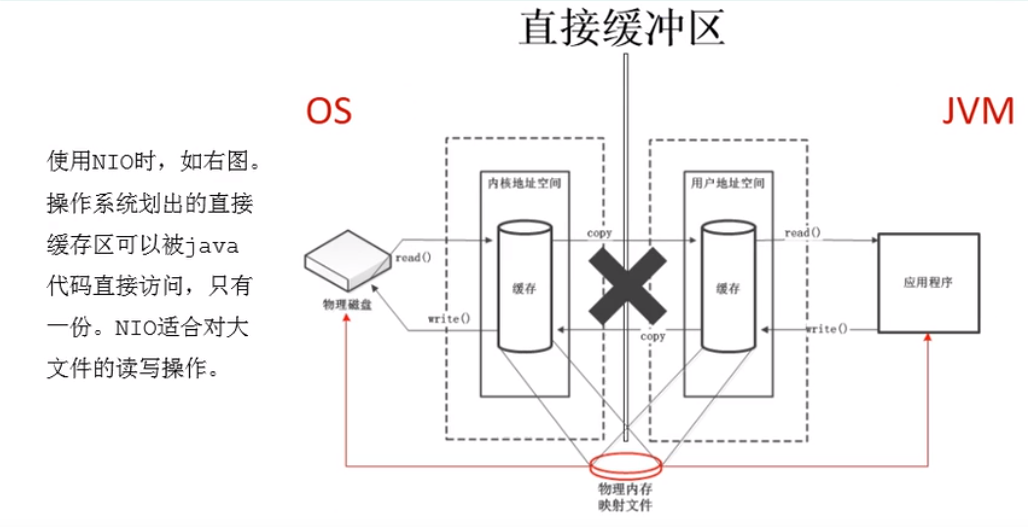 直接缓冲区
OS
JVM
使用NIO时，如右图。
操作系统划出的直接
缓存区可以被java
代码直接访问，只有
一份。NIO适合对大
文件的读写操作。
内核地址空间
用户地址空间
copy
read()
read()
缓存
缓存
应用程序
物理磁盘
write()
copy
write()
物理内存
映射文件